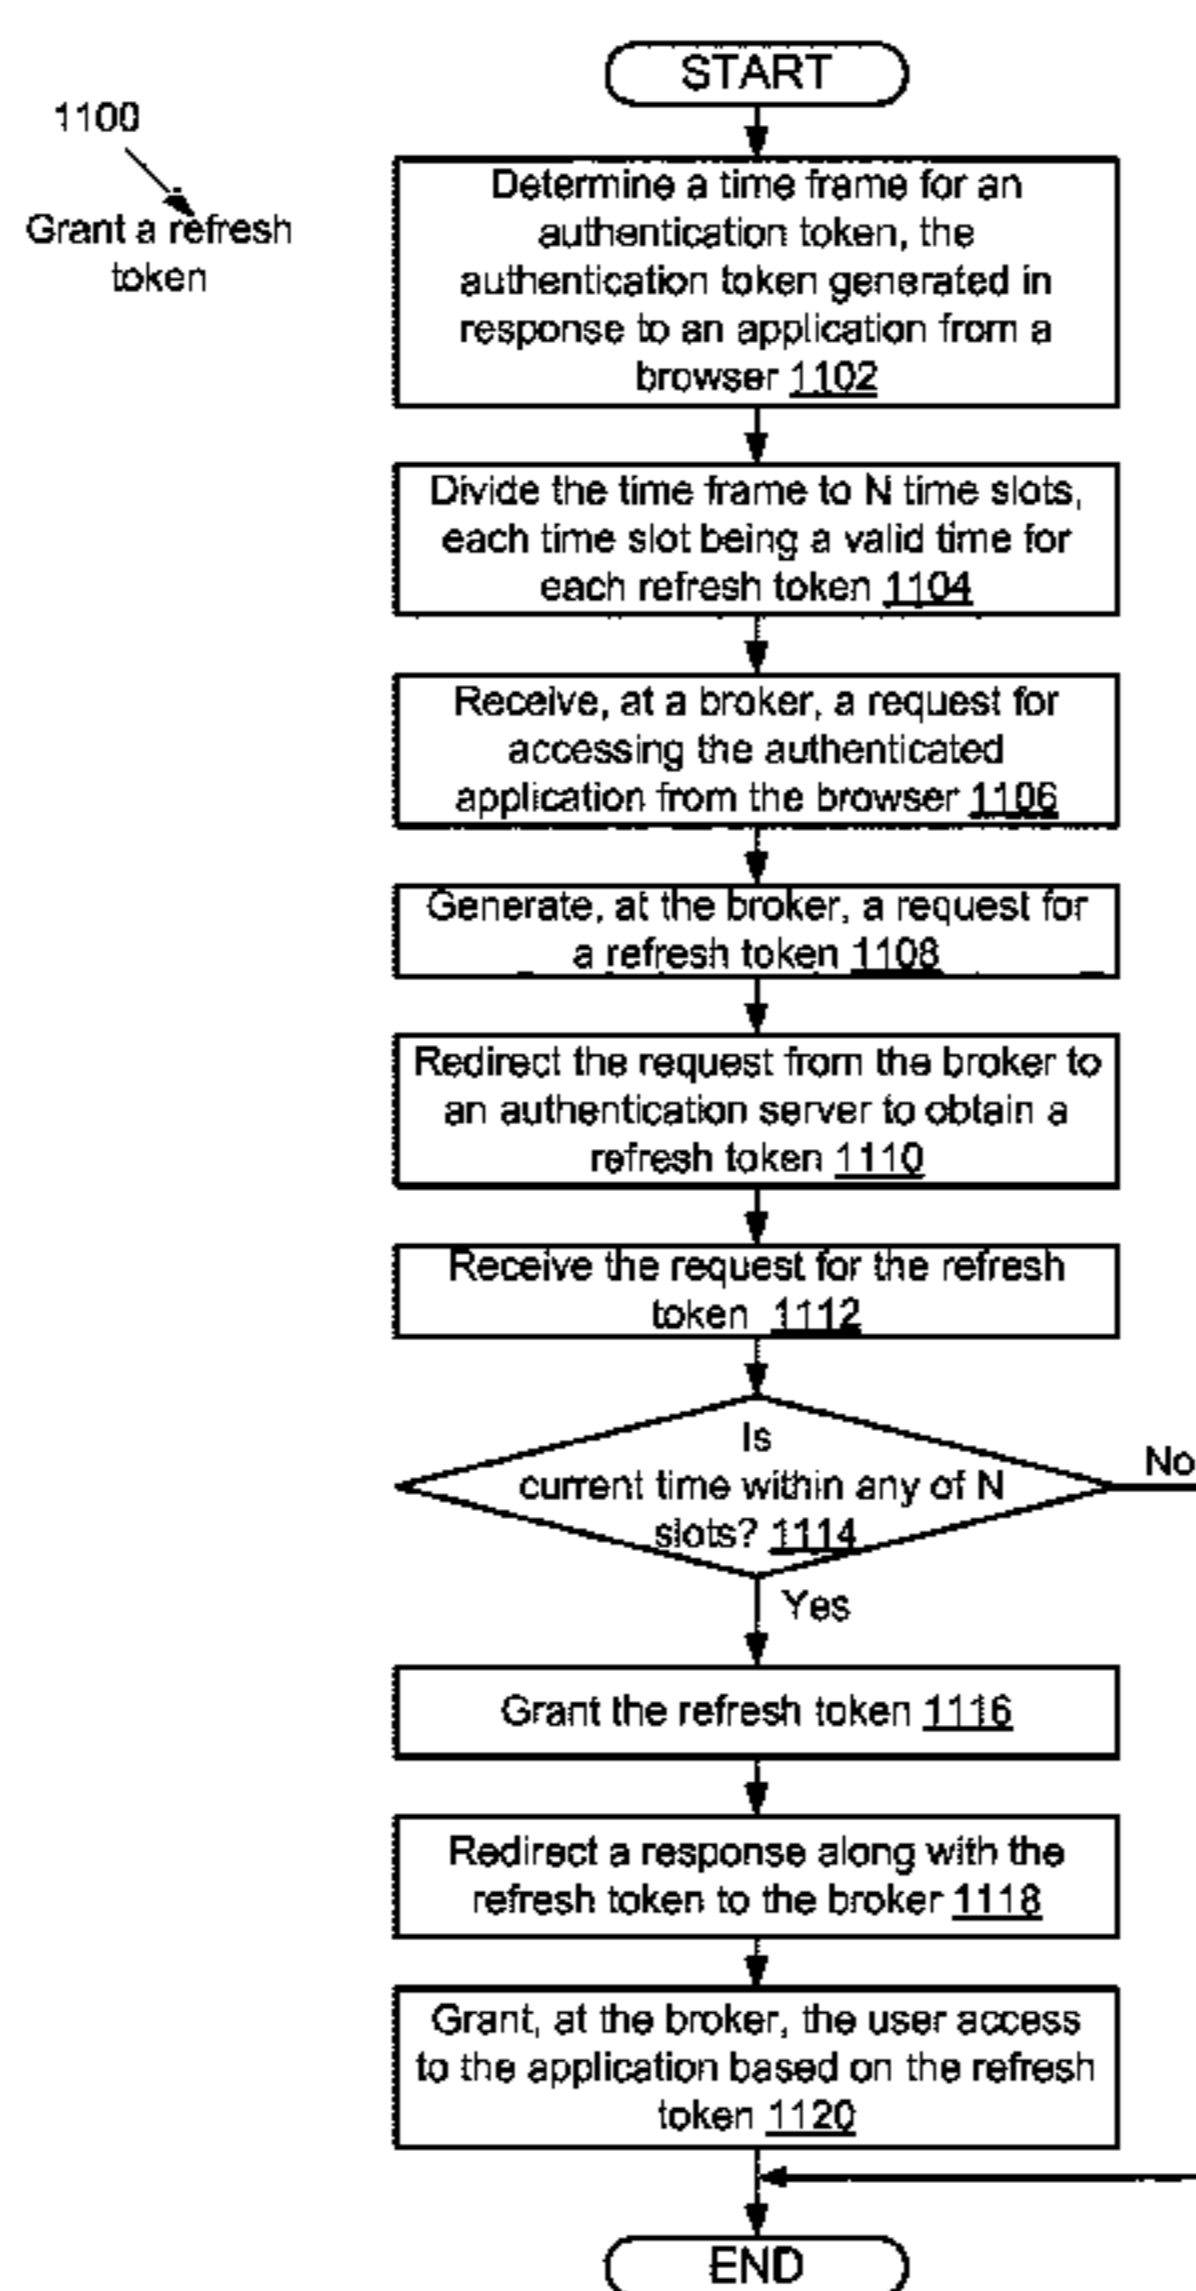 START
1100
Grant a refresh
token
Determine a time frame for an
authentication token, the
authentication token generated in
response to an application from a
browser 1102
Divide the time frame to N time slots,
each time slot being a valid time for
each refresh token 1104
Receive, at a broker, a request for
accessing the authenticated
application from the browser 1106
Generate, at the broker, a request for
a refresh token 1108
Redirect the request from the broker to
an authentication server to obtain a
refresh token 1110
Receive the request for the refresh
token 1112
Is
current time within any of N
slots? 1114
No
Yes
Grant the refresh token 1116
Redirect a response along with the
refresh token to the broker 1118
Grant, at the broker, the user access
to the application based on the refresh
token 1120
END